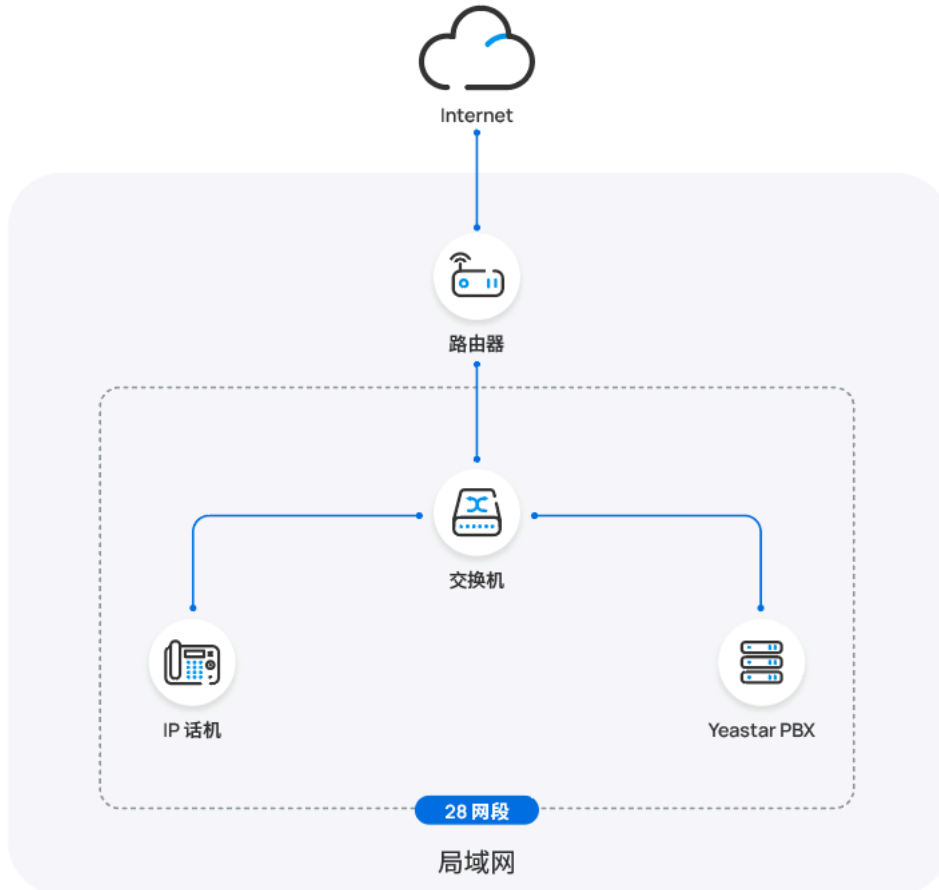 Internet
路由器
交换机
IP 话机
Yeastar PBX
28 网段
局域网